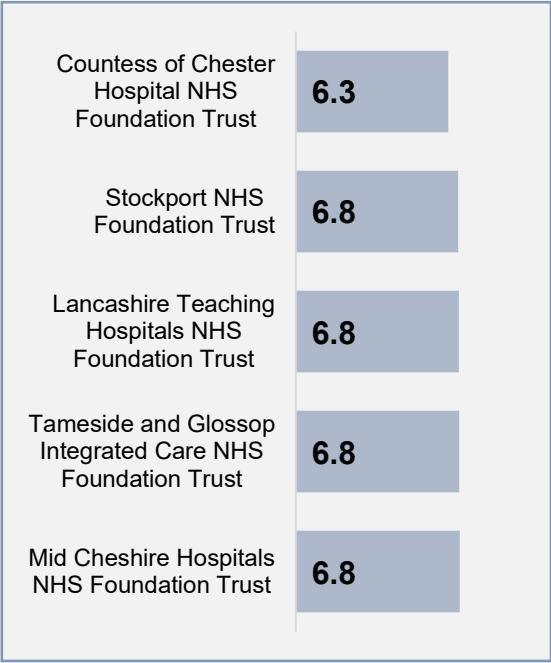 Countess of Chester
Hospital NHS
Foundation Trust
6.3
Stockport NHS
Foundation Trust
6.8
Lancashire Teaching
Hospitals NHS
Foundation Trust
6.8
Tameside and Glossop
Integrated Care NHS
Foundation Trust
6.8
Mid Cheshire Hospitals
NHS Foundation Trust
6.8